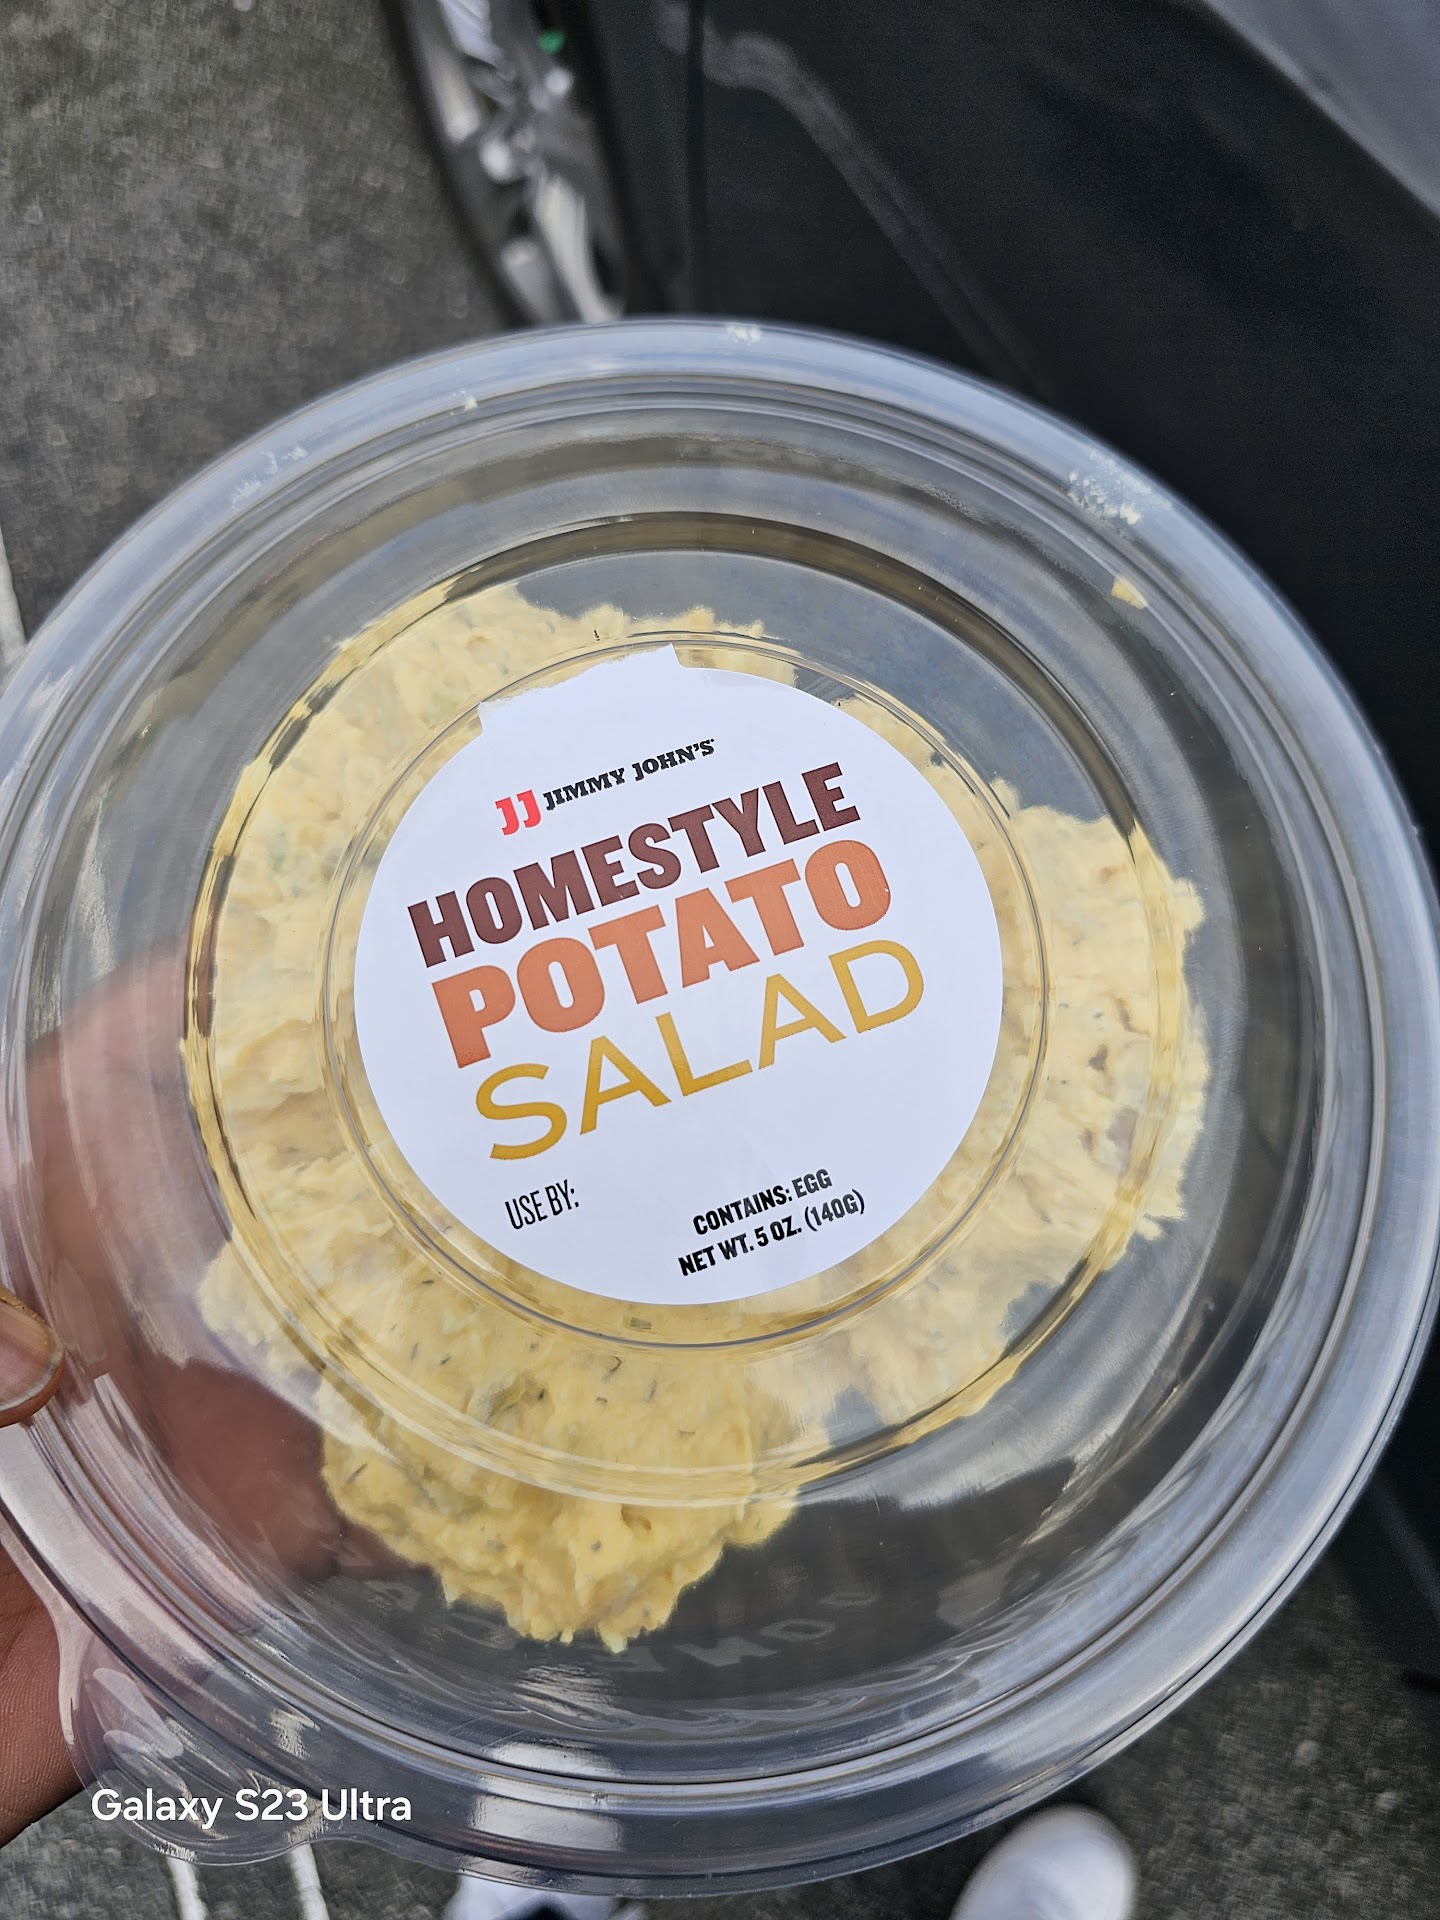 JJ JIMMY JOHN'S
HOMESTYLE
POTATO
SALAD
USE BY:
CONTAINS: EGG
NET WT. 5 OZ. (140G)
Galaxy S23 Ultra